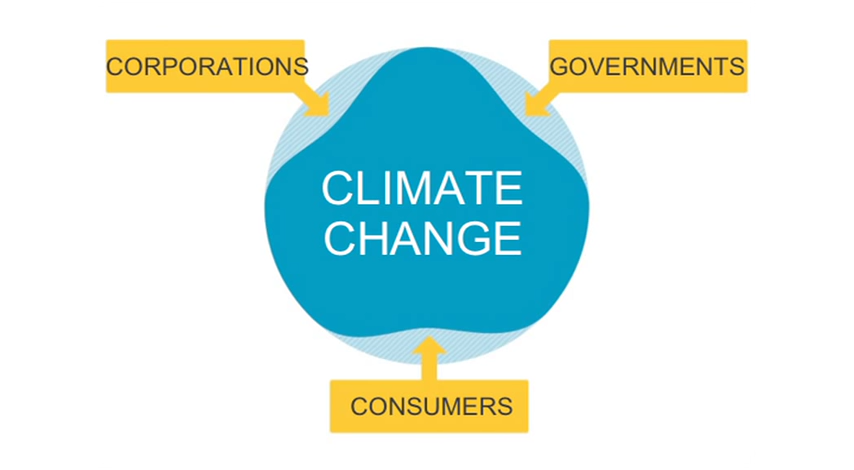 CORPORATIONS
GOVERNMENTS
CLIMATE
CHANGE
CONSUMERS